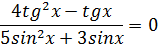 4tg²x − tgx
5sin²x + 3sinx = 0